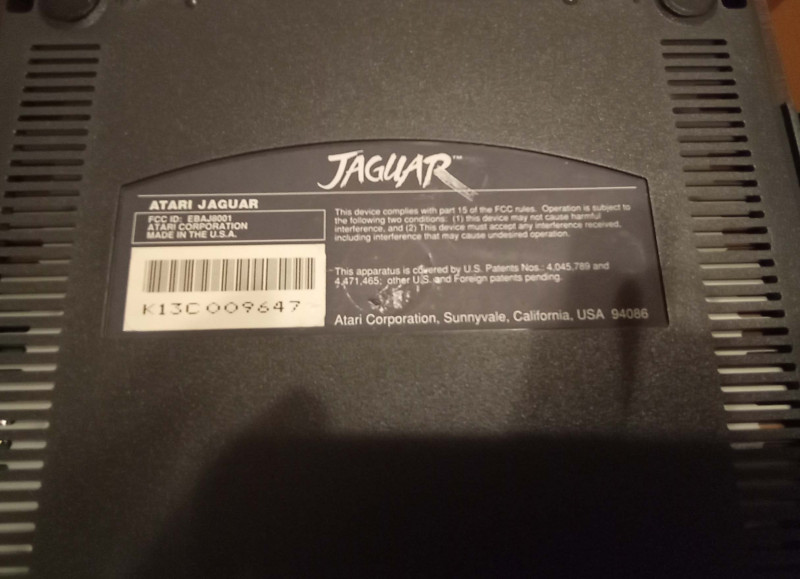 JAGUAR™
ATARI JAGUAR
FCC ID: EBAJ8001
ATARI CORPORATION
MADE IN THE U.S.A.
K13C009647
This device complies with part 15 of the FCC rules. Operation is subject to
the following two conditions: (1) this device may not cause harmful
interference, and (2) This device must accept any interference received,
including interference that may cause undesired operation.
This apparatus is covered by U.S. Patents Nos.: 4,045,789 and
4,471,465; other U.S. and Foreign patents pending.
Atari Corporation, Sunnyvale, California, USA 94086